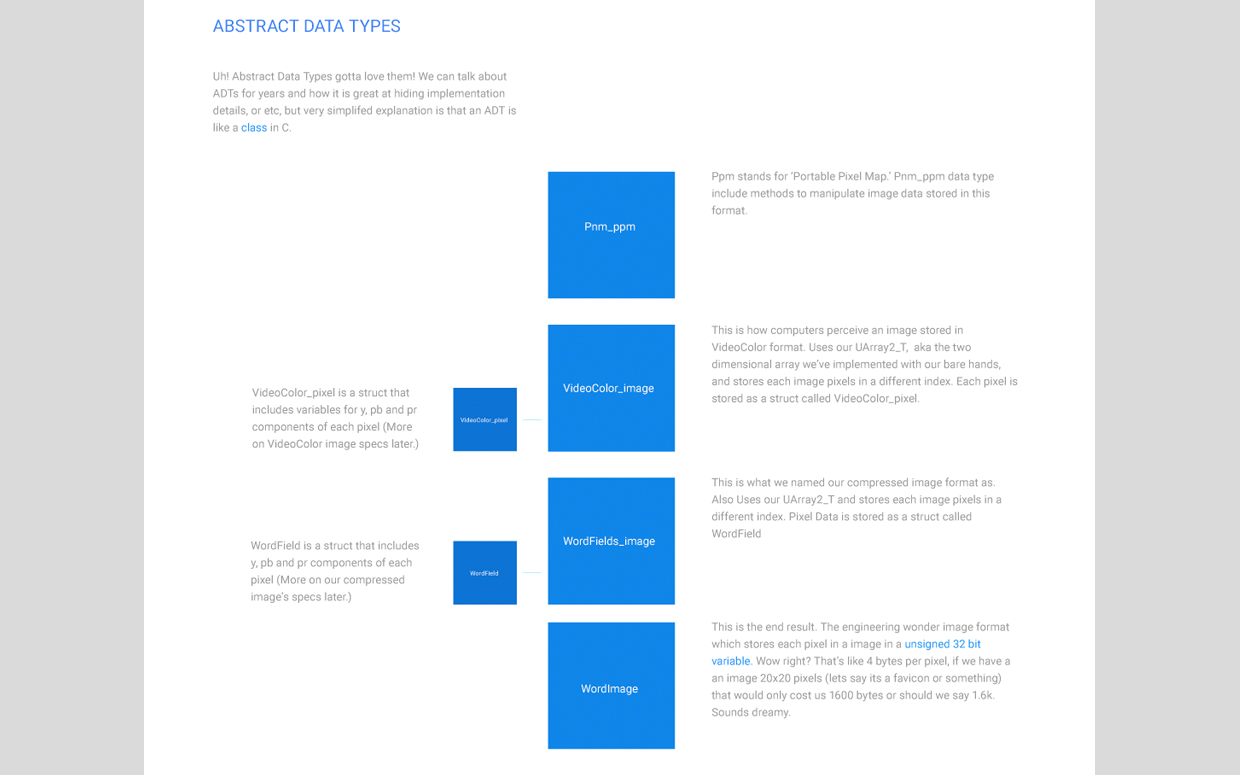 ABSTRACT DATA TYPES
Uh! Abstract Data Types gotta love them! We can talk about
ADTs for years and how it is great at hiding implementation
details, or etc, but very simplifed explanation is that an ADT is
like a class in C.
Pnm_ppm
Ppm stands for ‘Portable Pixel Map.’ Pnm_ppm data type
include methods to manipulate image data stored in this
format.
VideoColor_image
This is how computers perceive an image stored in
VideoColor format. Uses our UArray2_T,  aka the two
dimensional array we’ve implemented with our bare hands,
and stores each image pixels in a different index. Each pixel is
stored as a struct called VideoColor_pixel.
VideoColor_pixel is a struct that
includes variables for y, pb and pr
components of each pixel (More
on VideoColor image specs later.)
VideoColor_pixel
WordFields_image
This is what we named our compressed image format as.
Also Uses our UArray2_T and stores each image pixels in a
different index. Pixel Data is stored as a struct called
WordField
WordField is a struct that includes
y, pb and pr components of each
pixel (More on our compressed
image’s specs later.)
WordField
WordImage
This is the end result. The engineering wonder image format
which stores each pixel in a image in a unsigned 32 bit
variable. Wow right? That’s like 4 bytes per pixel, if we have a
an image 20x20 pixels (lets say its a favicon or something)
that would only cost us 1600 bytes or should we say 1.6k.
Sounds dreamy.